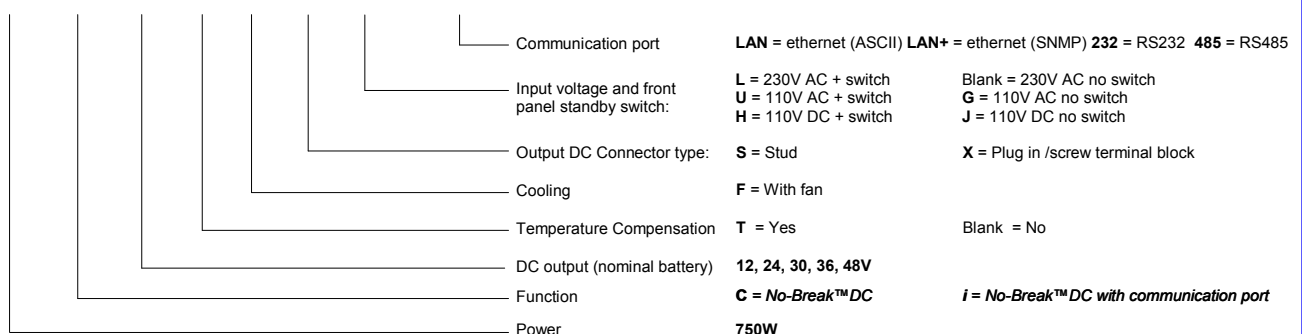 Communication port LAN = ethernet (ASCII) LAN+ = ethernet (SNMP) 232 = RS232 485 = RS485
Input voltage and front panel standby switch:
L = 230V AC + switch Blank = 230V AC no switch
U = 110V AC + switch G = 110V AC no switch
H = 110V DC + switch J = 110V DC no switch
Output DC Connector type: S = Stud X = Plug in /screw terminal block
Cooling F = With fan
Temperature Compensation T = Yes Blank = No
DC output (nominal battery) 12, 24, 30, 36, 48V
Function C = No-Break™DC i = No-Break™DC with communication port
Power 750W